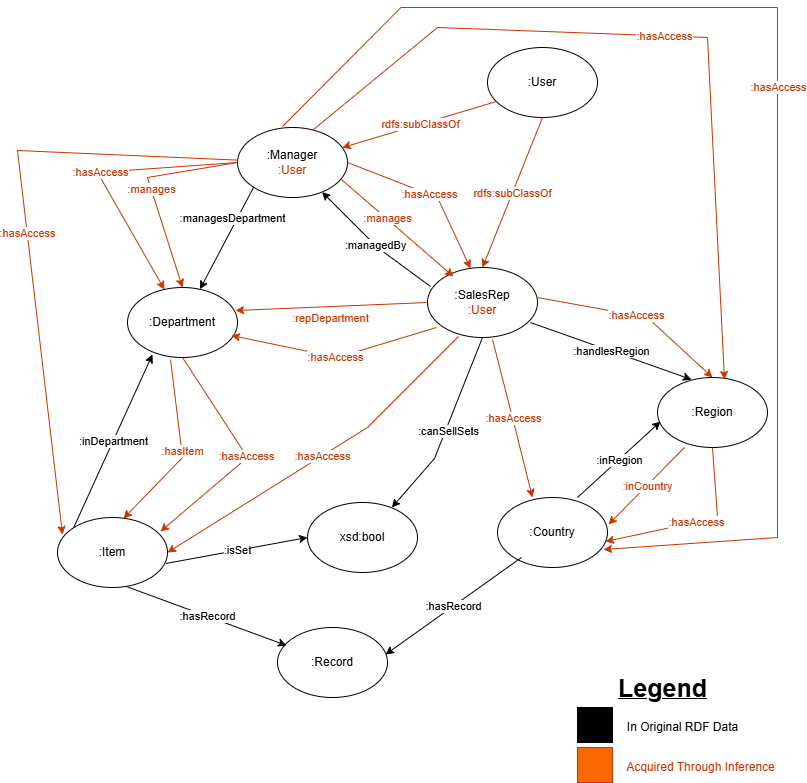 :hasAccess
:User
:hasAccess
rdfs:subClassOf
:Manager
:User
:hasAccess
:manages
:hasAccess
rdfs:subClassOf
:managesDepartment
:manages
:hasAccess
:managedBy
:SalesRep
:User
:Department
:repDepartment
:hasAccess
:hasAccess
:handlesRegion
:Region
:hasAccess
:canSellSets
:inDepartment
:hasItem
:hasAccess
:hasAccess
:inRegion
:inCountry
:hasAccess
:Item
:isSet
xsd:bool
:Country
:hasRecord
:hasRecord
:Record
Legend
In Original RDF Data
Acquired Through Inference